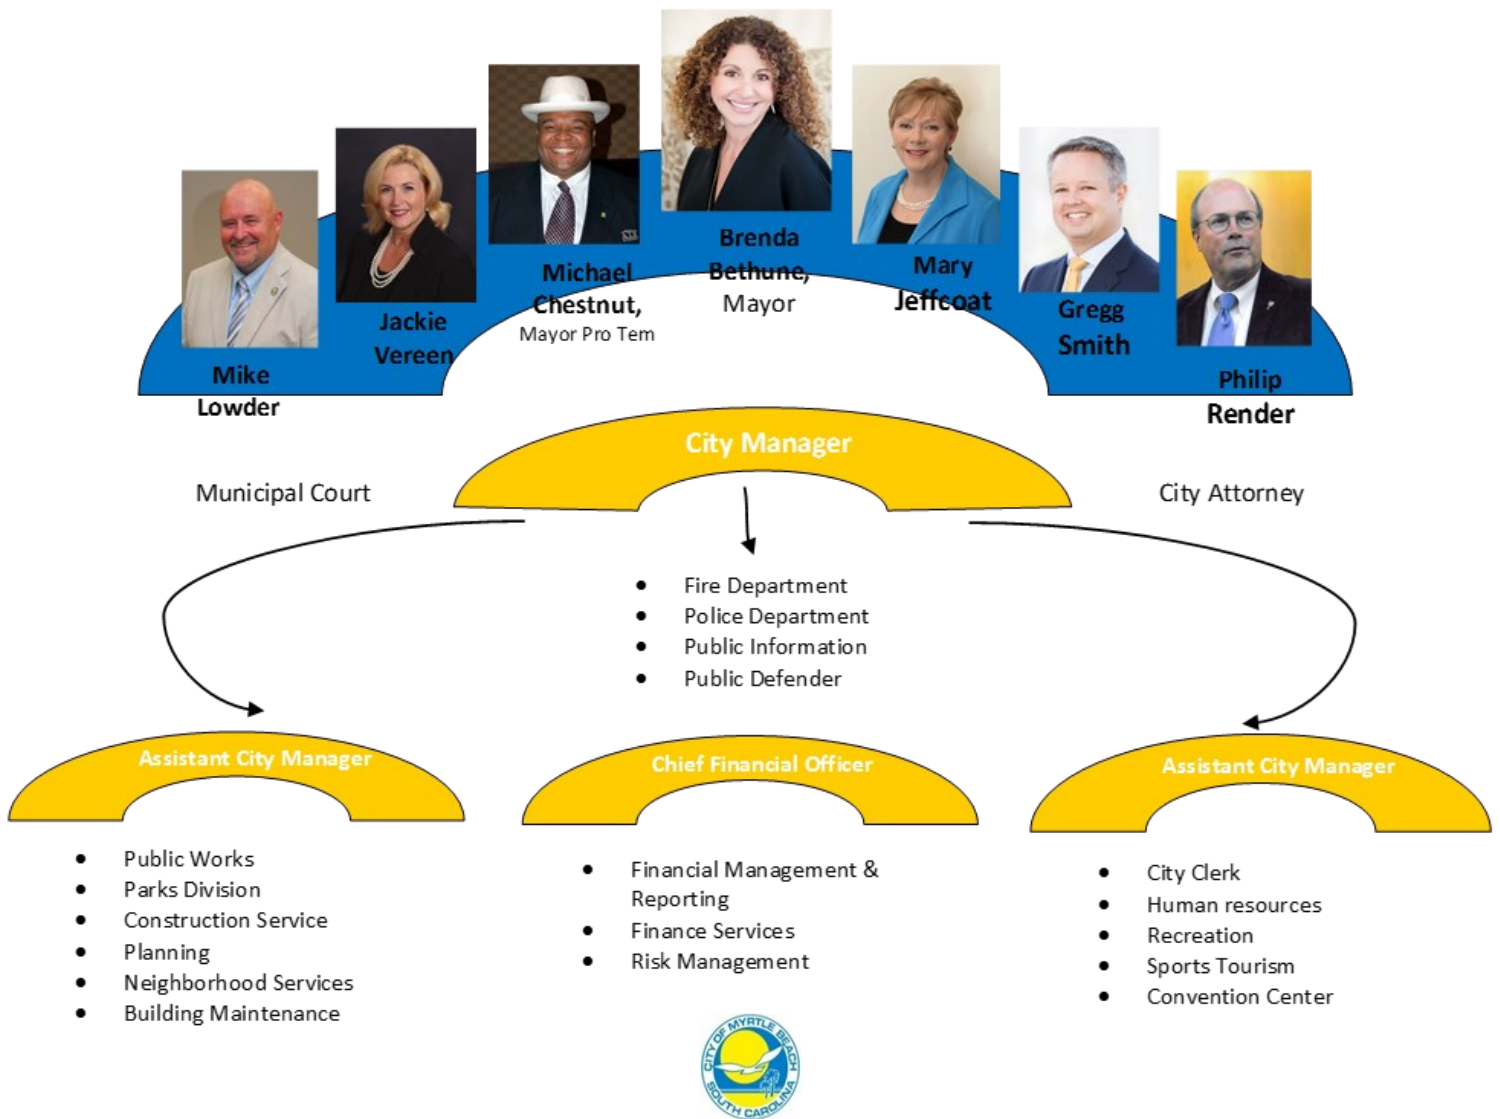 Brenda
Bethune,
Mayor
Michael
Chestnut,
Mayor Pro Tem
Mary
Jeffcoat
Jackie
Vereen
Gregg
Smith
Mike
Lowder
Philip
Render
City Manager
Municipal Court
City Attorney
• Fire Department
• Police Department
• Public Information
• Public Defender
Assistant City Manager
• Public Works
• Parks Division
• Construction Service
• Planning
• Neighborhood Services
• Building Maintenance
Chief Financial Officer
• Financial Management &
Reporting
• Finance Services
• Risk Management
Assistant City Manager
• City Clerk
• Human resources
• Recreation
• Sports Tourism
• Convention Center
CITY OF MYRTLE BEACH
SOUTH CAROLINA